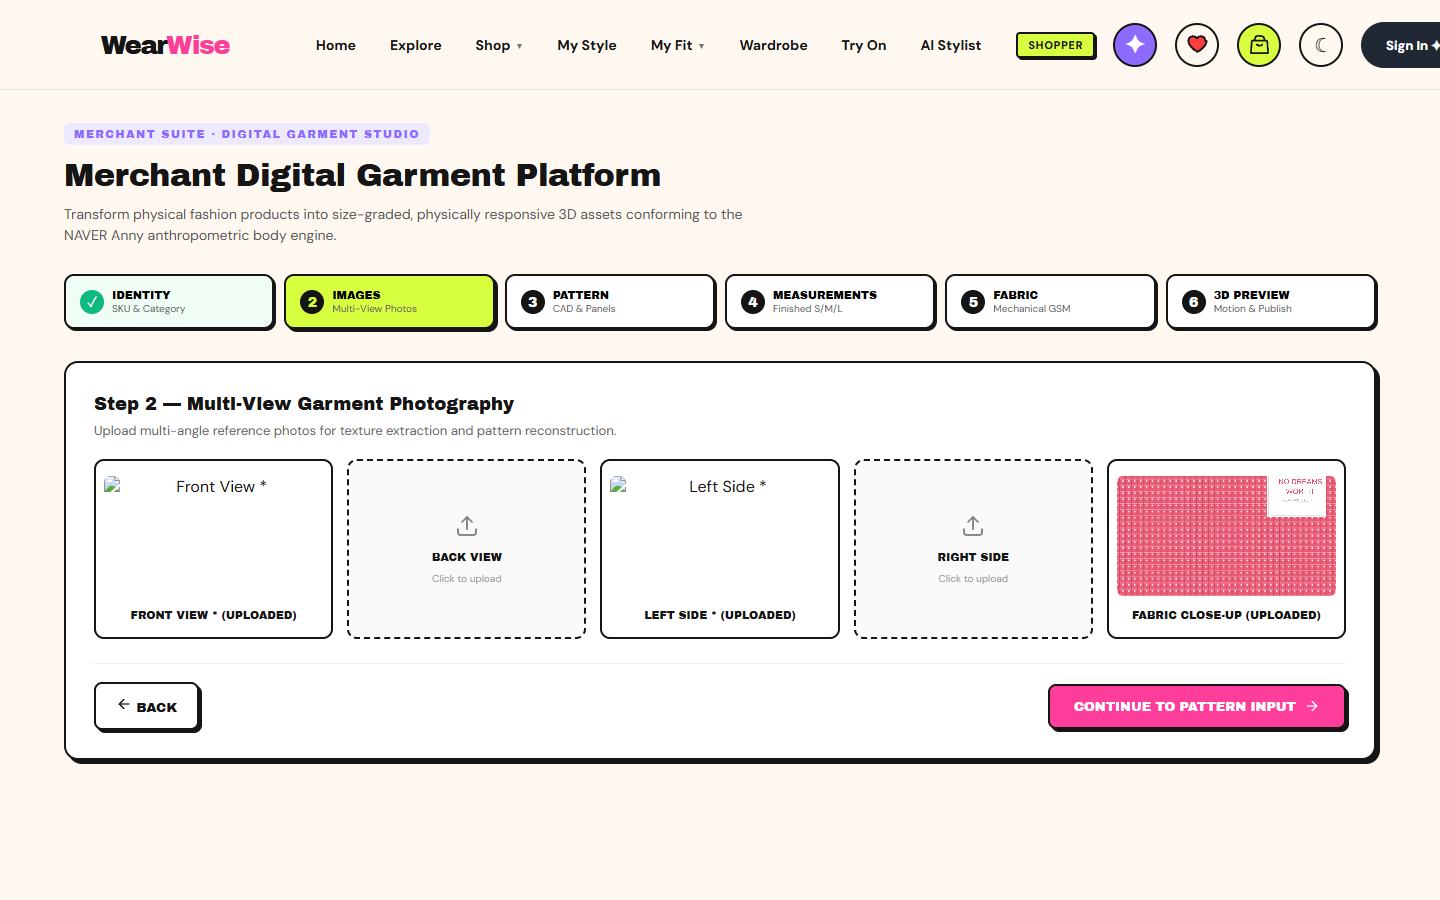 WearWise
Home
Explore
Shop ▼
My Style
My Fit ▼
Wardrobe
Try On
AI Stylist
SHOPPER
Sign In ✦
MERCHANT SUITE · DIGITAL GARMENT STUDIO
Merchant Digital Garment Platform
Transform physical fashion products into size-graded, physically responsive 3D assets conforming to the
NAVER Anny anthropometric body engine.
✓ IDENTITY
SKU & Category
2 IMAGES
Multi-View Photos
3 PATTERN
CAD & Panels
4 MEASUREMENTS
Finished S/M/L
5 FABRIC
Mechanical GSM
6 3D PREVIEW
Motion & Publish
Step 2 — Multi-View Garment Photography
Upload multi-angle reference photos for texture extraction and pattern reconstruction.
Front View *
FRONT VIEW * (UPLOADED)
BACK VIEW
Click to upload
Left Side *
LEFT SIDE * (UPLOADED)
RIGHT SIDE
Click to upload
NO DREAMS
WORTH
FABRIC CLOSE-UP (UPLOADED)
← BACK
CONTINUE TO PATTERN INPUT →